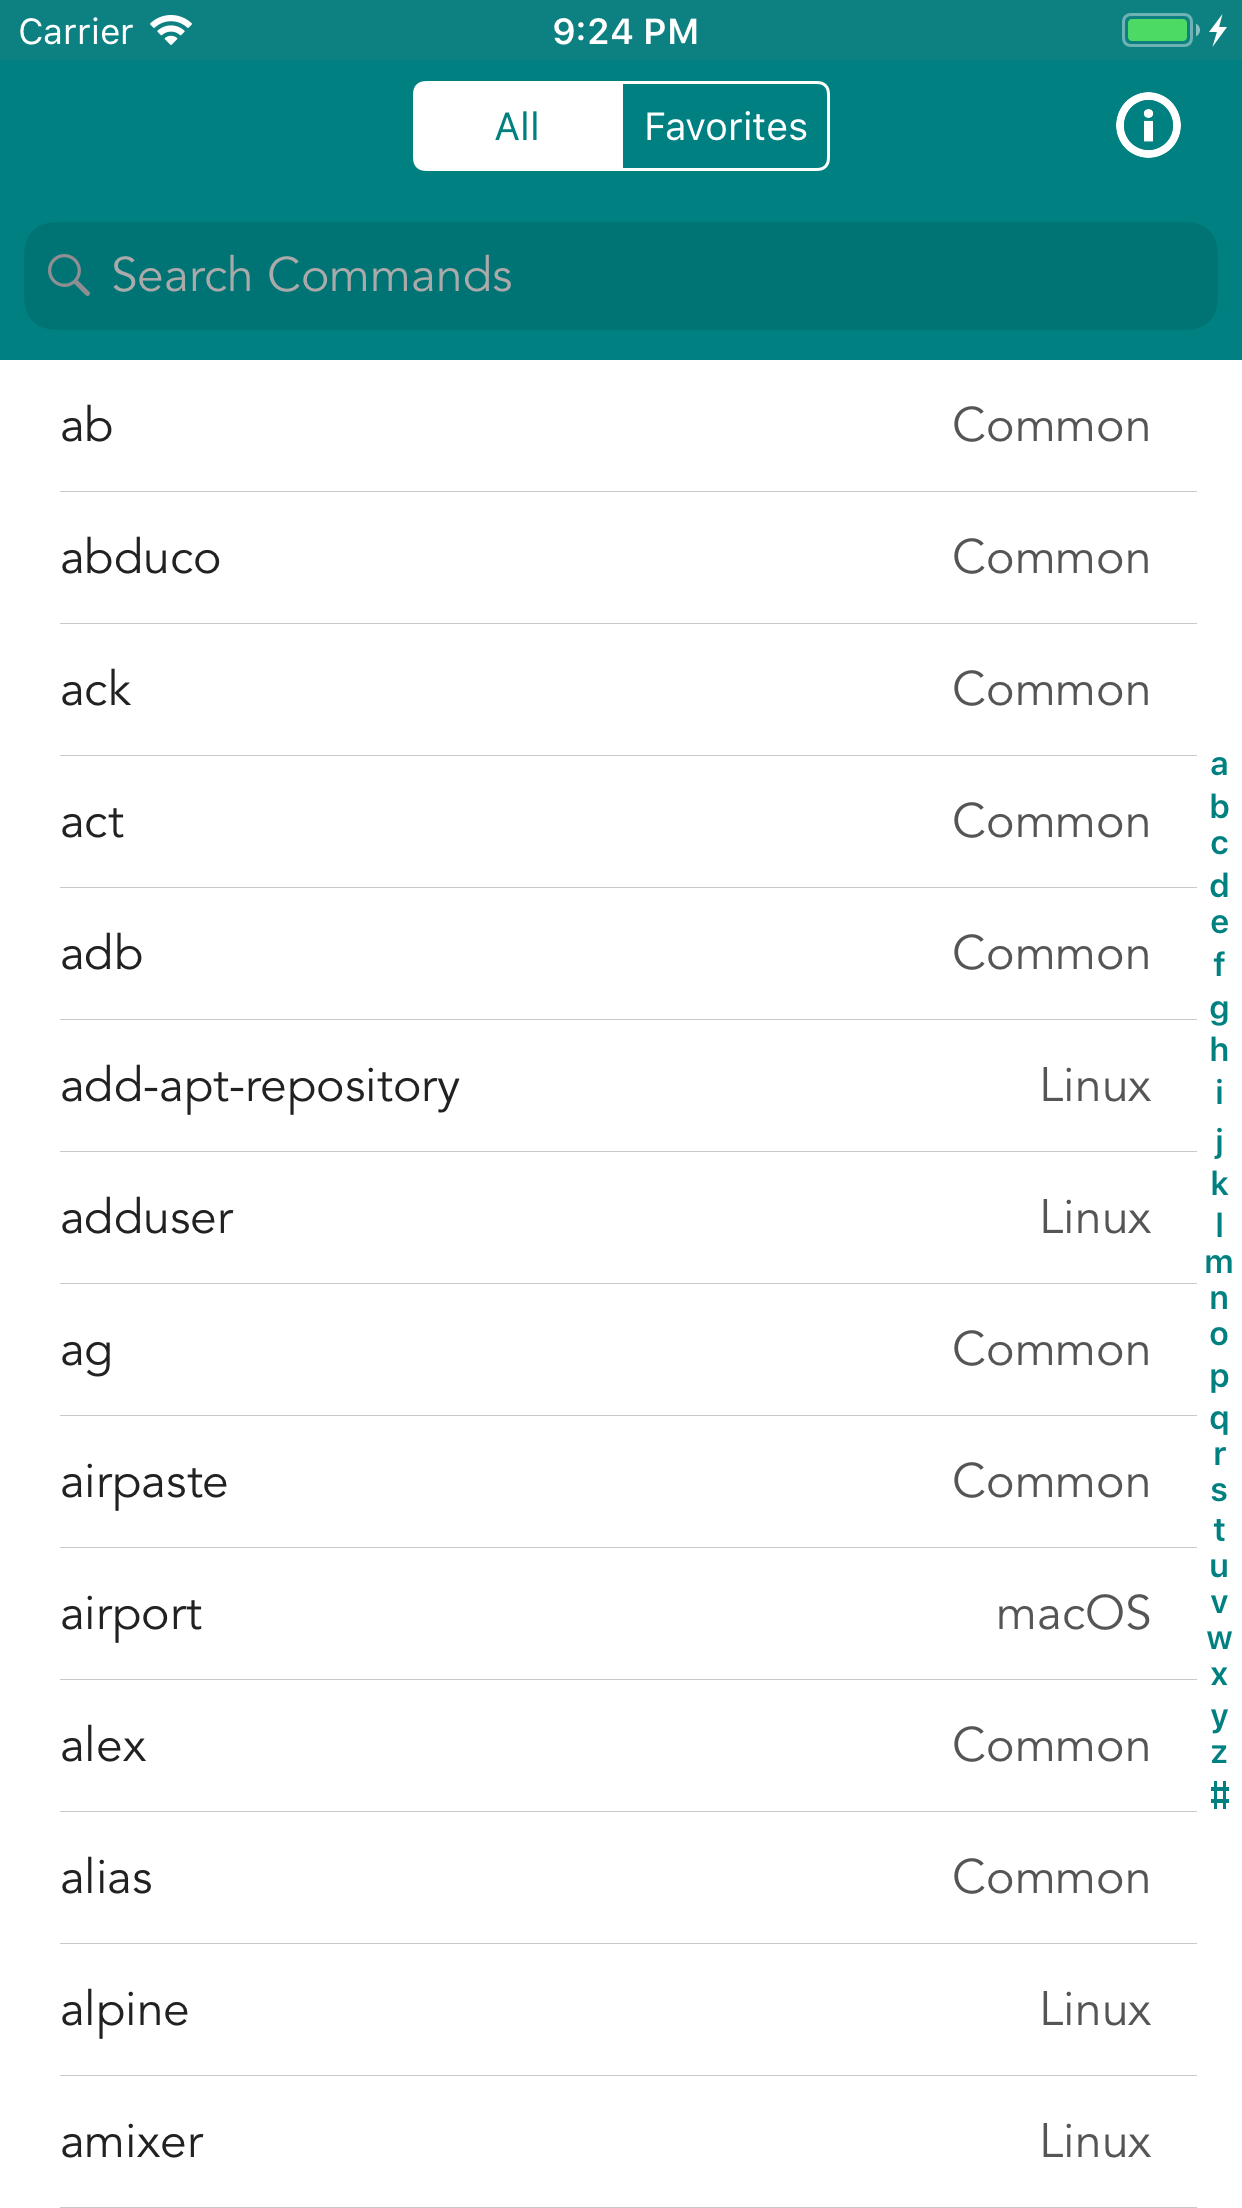 Carrier 9:24 PM
All Favorites
Search Commands
ab Common
abduco Common
ack Common
act Common
adb Common
add-apt-repository Linux
adduser Linux
ag Common
airpaste Common
airport macOS
alex Common
alias Common
alpine Linux
amixer Linux
a
b
c
d
e
f
g
h
i
j
k
l
m
n
o
p
q
r
s
t
u
v
w
x
y
z
#